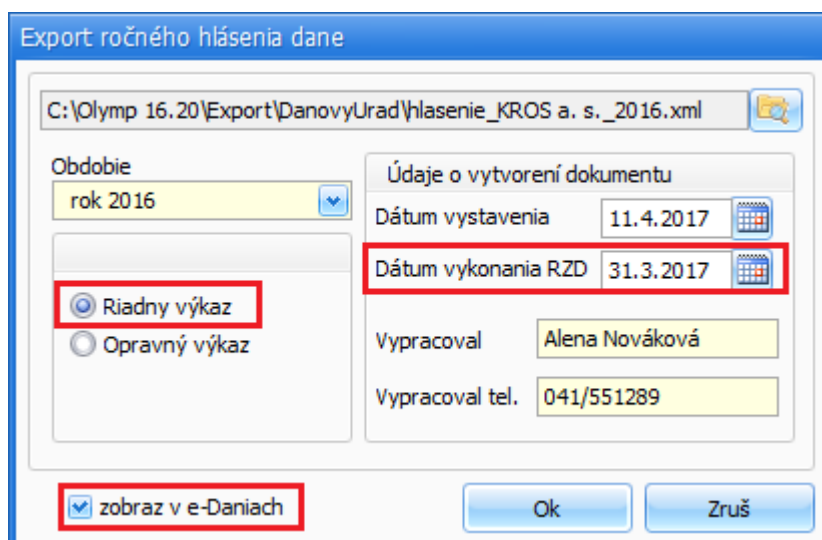 Export ročného hlásenia dane
C:\Olymp 16.20\Export\DanovyUrad\hlasenie_KROS a. s._2016.xml
Obdobie
rok 2016
Riadny výkaz
Opravný výkaz
Údaje o vytvorení dokumentu
Dátum vystavenia 11.4.2017
Dátum vykonania RZD 31.3.2017
Vypracoval Alena Nováková
Vypracoval tel. 041/551289
zobraz v e-Daniach
Ok Zruš